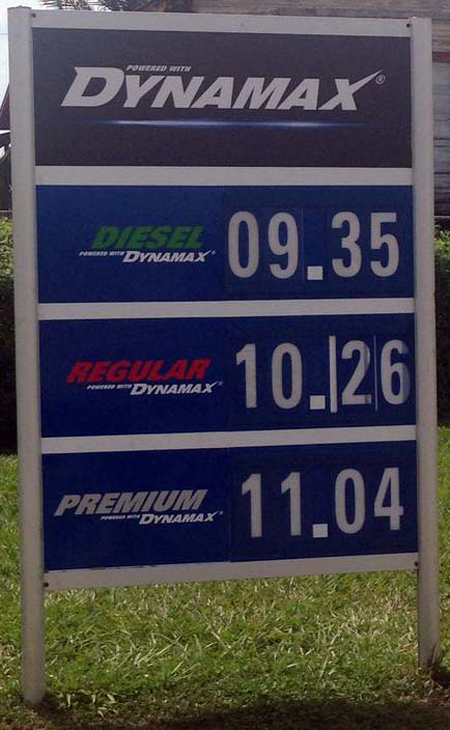 POWERED WITH
DYNAMAX®
DIESEL 09.35
POWERED WITH DYNAMAX®
REGULAR 10.26
POWERED WITH DYNAMAX®
PREMIUM 11.04
POWERED WITH DYNAMAX®